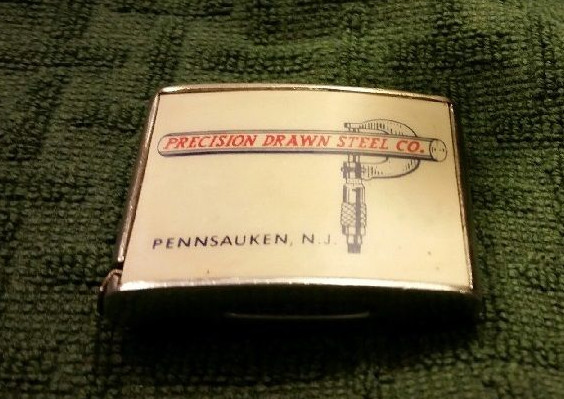 PRECISION DRAWN STEEL CO.
PENNSAUKEN, N.J.